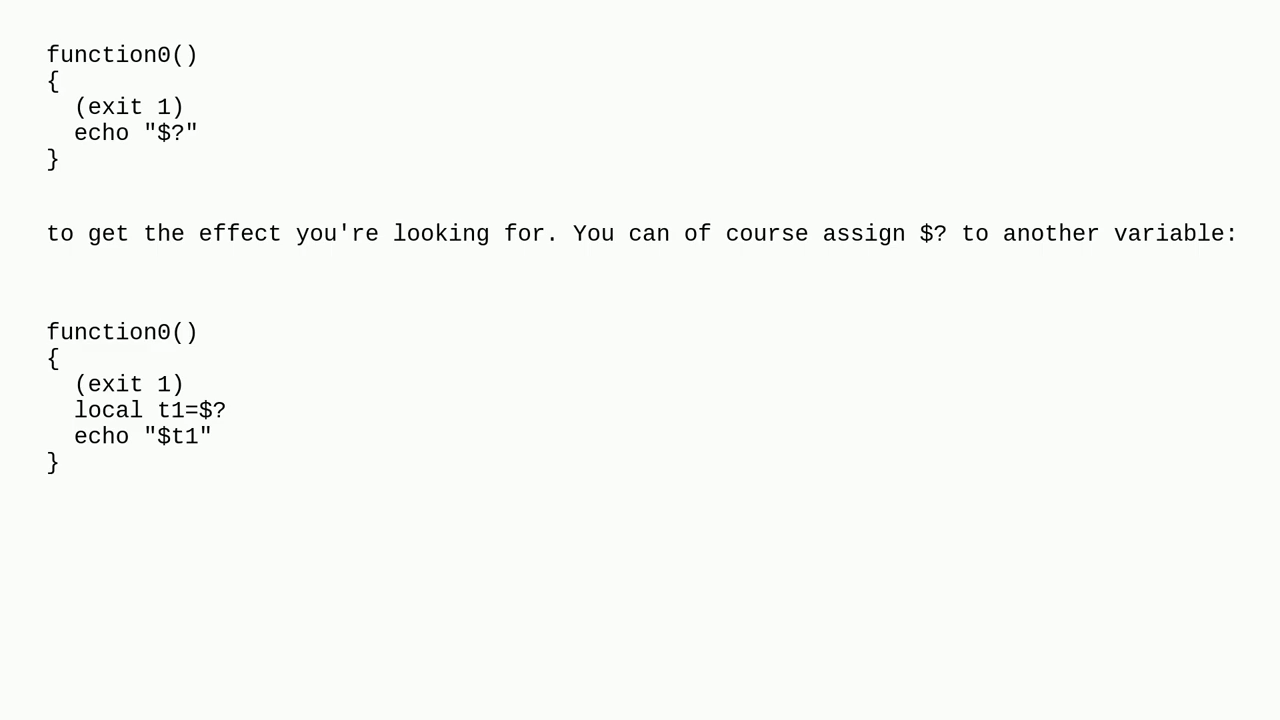 function0()
{
  (exit 1)
  echo "$?"
}
to get the effect you're looking for. You can of course assign $? to another variable:
function0()
{
  (exit 1)
  local t1=$?
  echo "$t1"
}